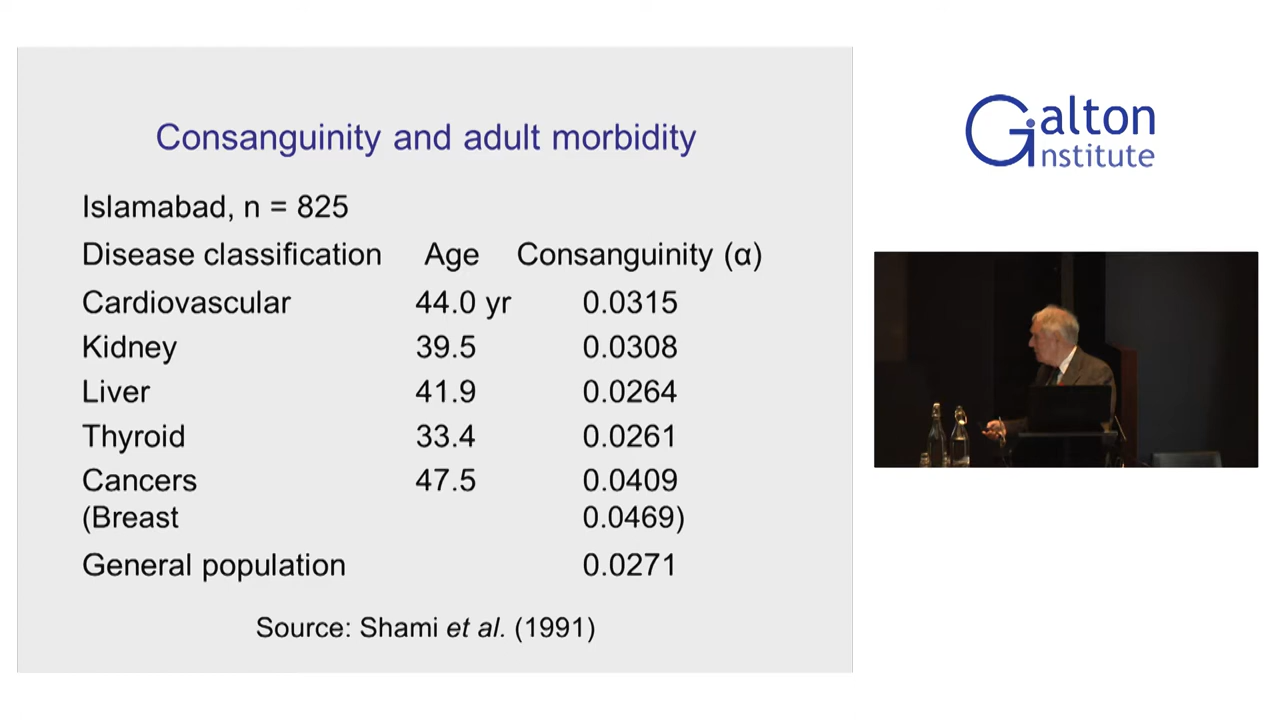 Consanguinity and adult morbidity
Islamabad, n = 825
Disease classification Age Consanguinity (α)
Cardiovascular 44.0 yr 0.0315
Kidney 39.5 0.0308
Liver 41.9 0.0264
Thyroid 33.4 0.0261
Cancers 47.5 0.0409
(Breast 0.0469)
General population 0.0271
Source: Shami et al. (1991)
Galton
Institute